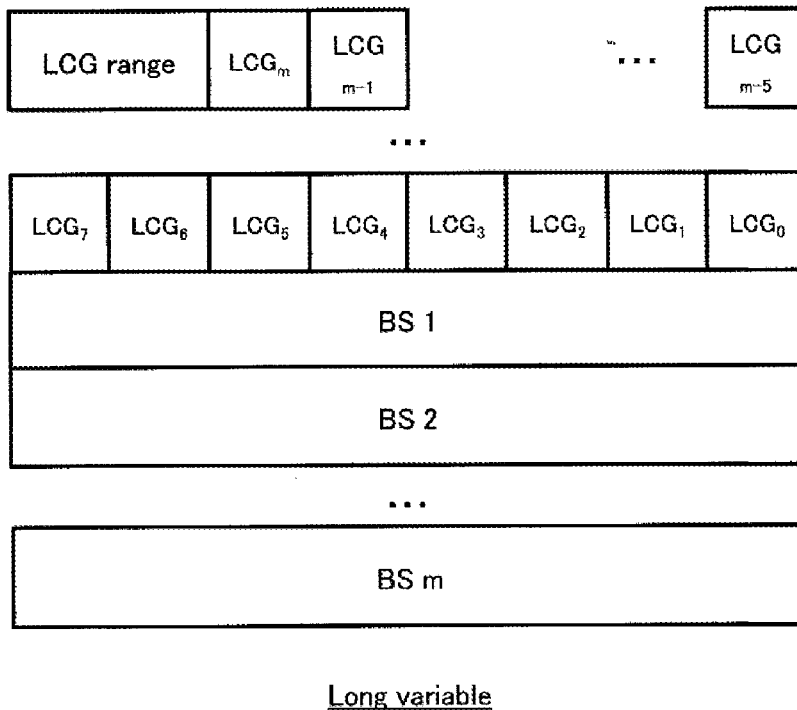 LCG range LCGₘ LCG m-1 ... LCG m-5
...
LCG₇ LCG₆ LCG₅ LCG₄ LCG₃ LCG₂ LCG₁ LCG₀
BS 1
BS 2
...
BS m
Long variable